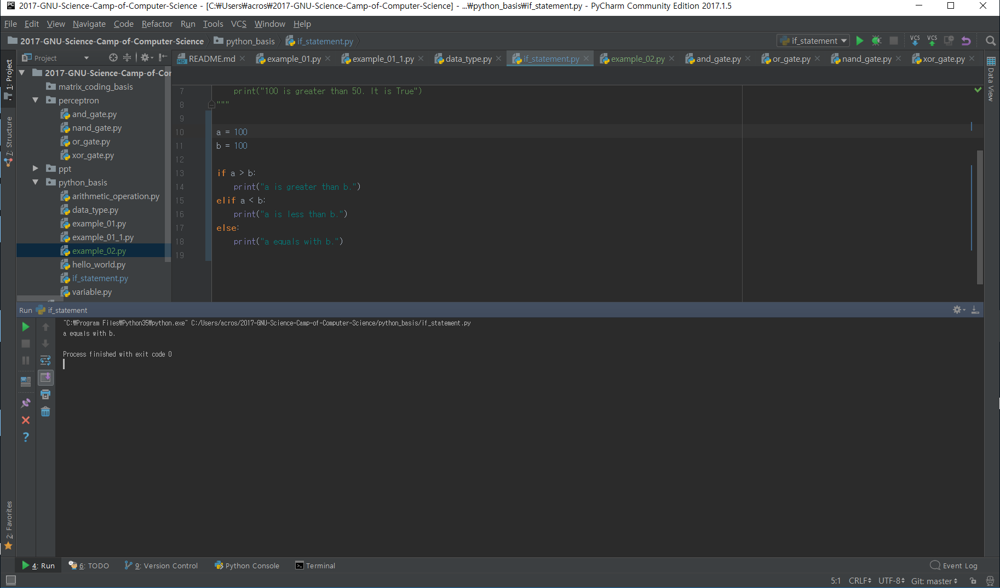 2017-GNU-Science-Camp-of-Computer-Science - [C:₩Users₩acros₩2017-GNU-Science-Camp-of-Computer-Science] - ...₩python_basis₩if_statement.py - PyCharm Community Edition 2017.1.5
File Edit View Navigate Code Refactor Run Tools VCS Window Help
2017-GNU-Science-Camp-of-Computer-Science python_basis if_statement.py if_statement VCS VCS
Project README.md example_01.py example_01_1.py data_type.py if_statement.py example_02.py and_gate.py or_gate.py nand_gate.py xor_gate.py
1: Project
7: Structure
2: Favorites
Data View
2017-GNU-Science-Camp-of-Cor
matrix_coding_basis
perceptron
and_gate.py
nand_gate.py
or_gate.py
xor_gate.py
ppt
python_basis
arithmetic_operation.py
data_type.py
example_01.py
example_01_1.py
example_02.py
hello_world.py
if_statement.py
variable.py
7 print("100 is greater than 50. It is True")
8 """
9
10 a = 100
11 b = 100
12
13 if a > b:
14 print("a is greater than b.")
15 elif a < b:
16 print("a is less than b.")
17 else:
18 print("a equals with b.")
19
Run if_statement
"C:₩Program Files₩Python35₩python.exe" C:/Users/acros/2017-GNU-Science-Camp-of-Computer-Science/python_basis/if_statement.py
a equals with b.
Process finished with exit code 0
4: Run 6: TODO 9: Version Control Python Console Terminal Event Log
5:1 CRLF UTF-8 Git: master